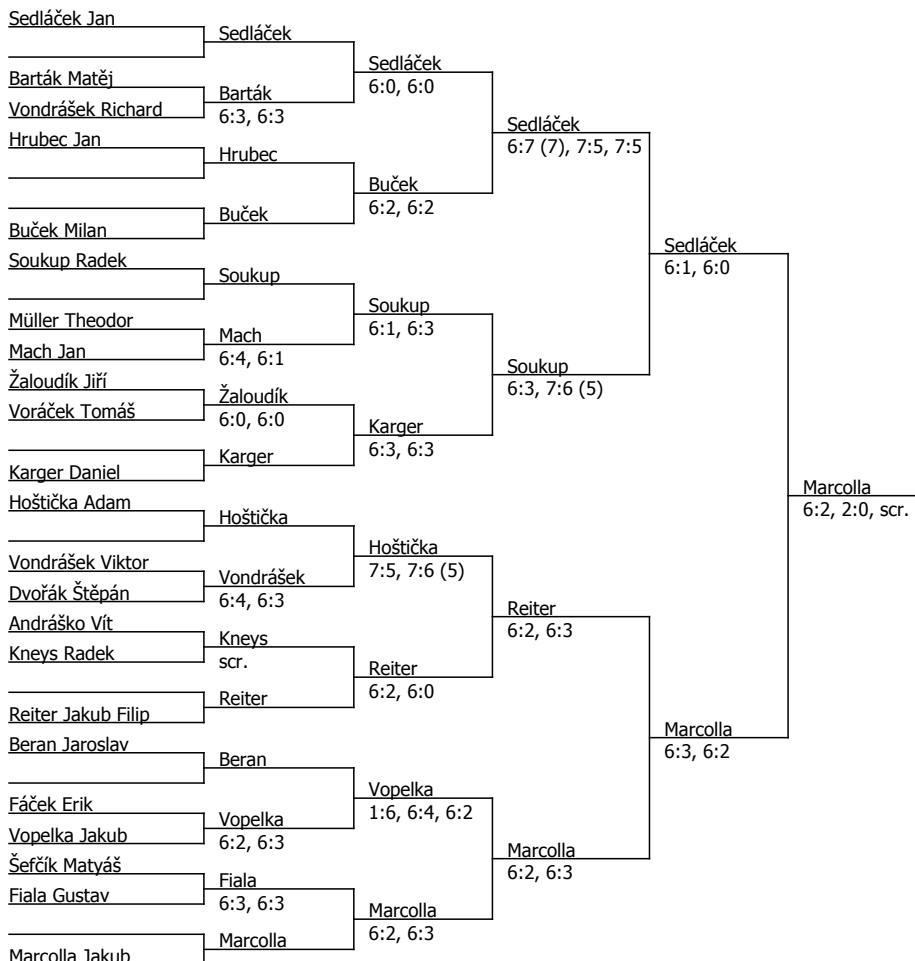 Sedláček Jan
Sedláček
Sedláček
6:0, 6:0
Barták Matěj
Barták
6:3, 6:3
Vondrášek Richard
Sedláček
6:7 (7), 7:5, 7:5
Hrubec Jan
Hrubec
Buček
6:2, 6:2
Buček
Buček Milan
Sedláček
6:1, 6:0
Soukup Radek
Soukup
Soukup
6:1, 6:3
Müller Theodor
Mach
6:4, 6:1
Mach Jan
Soukup
6:3, 7:6 (5)
Žaloudík Jiří
Žaloudík
6:0, 6:0
Voráček Tomáš
Karger
6:3, 6:3
Karger
Karger Daniel
Marcolla
6:2, 2:0, scr.
Hoštička Adam
Hoštička
Hoštička
7:5, 7:6 (5)
Vondrášek Viktor
Vondrášek
6:4, 6:3
Dvořák Štěpán
Reiter
6:2, 6:3
Andráško Vít
Kneys
scr.
Kneys Radek
Reiter
6:2, 6:0
Reiter
Reiter Jakub Filip
Marcolla
6:3, 6:2
Beran Jaroslav
Beran
Vopelka
1:6, 6:4, 6:2
Fáček Erik
Vopelka
6:2, 6:3
Vopelka Jakub
Marcolla
6:2, 6:3
Šefčík Matyáš
Fiala
6:3, 6:3
Fiala Gustav
Marcolla
6:2, 6:3
Marcolla
Marcolla Jakub